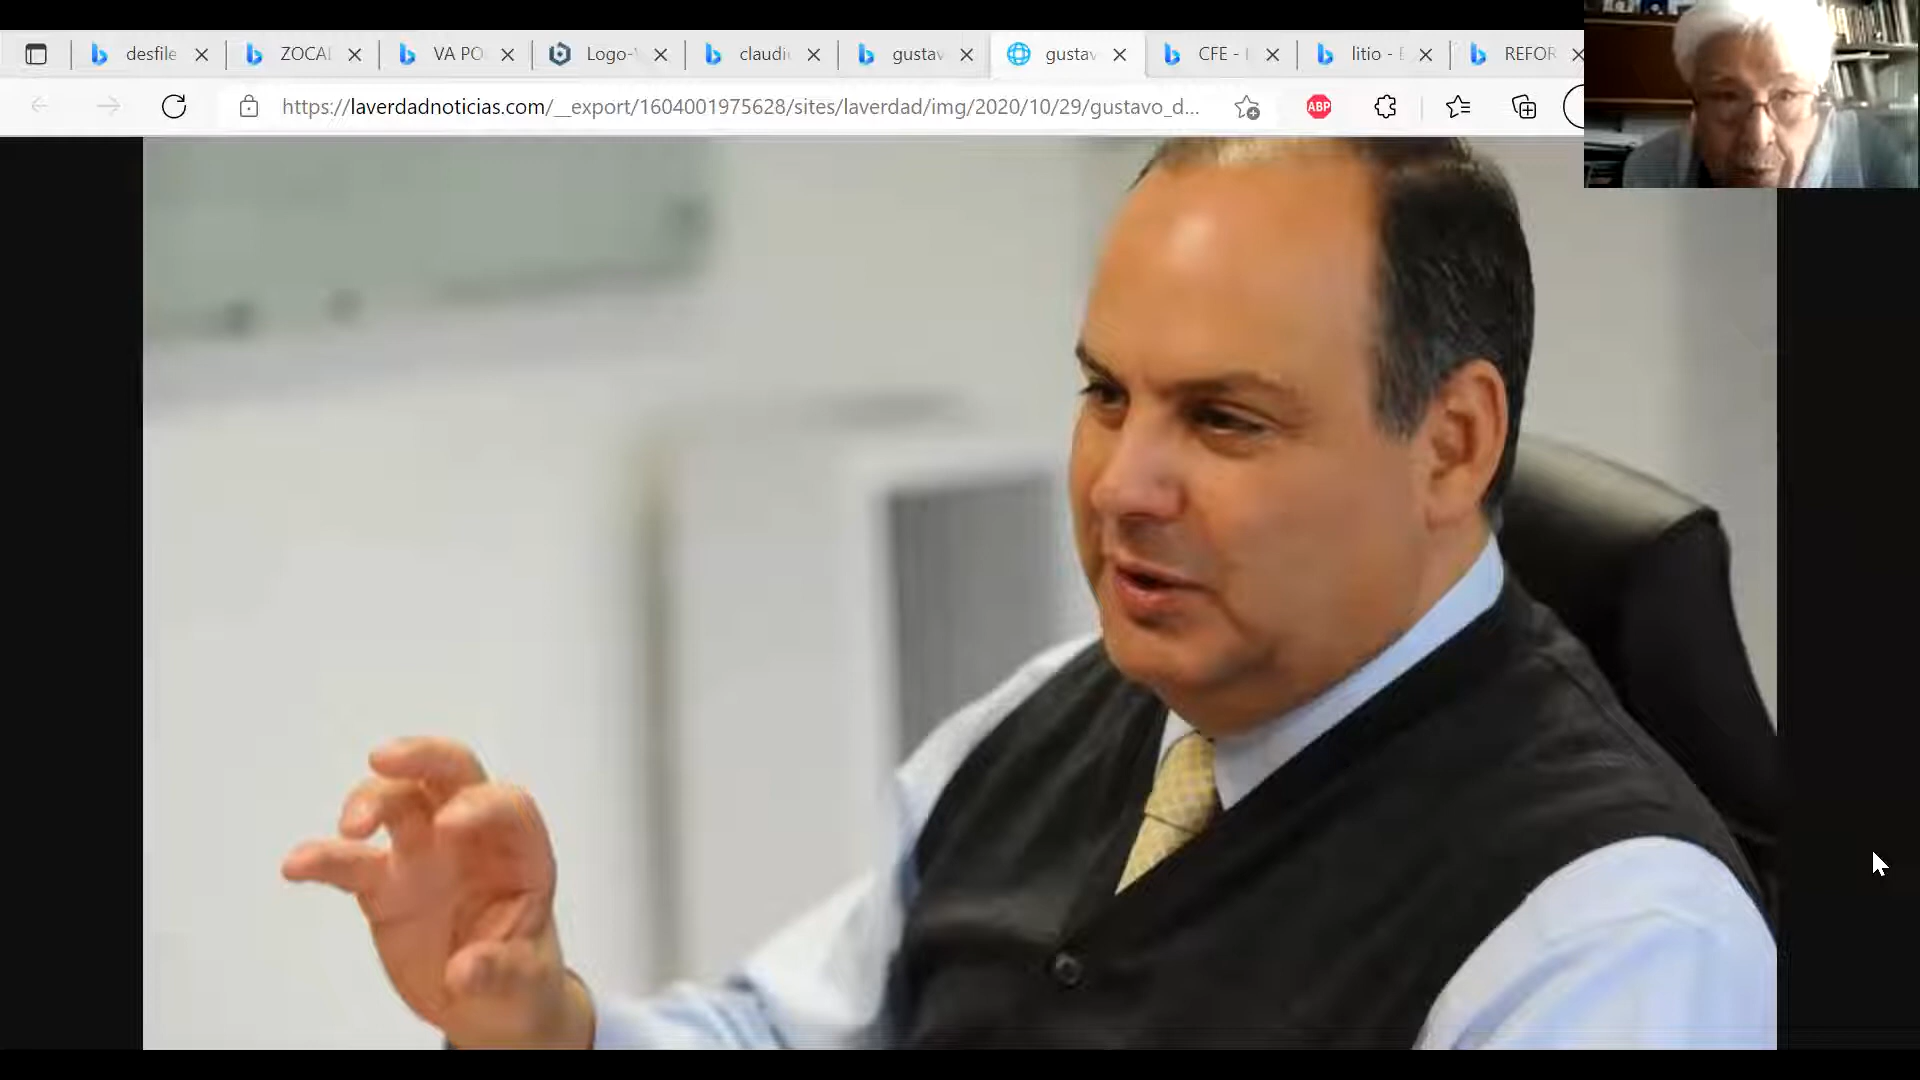 desfile ZOCAL VA PO Logo- claudi gustav gustav CFE - litio - REFOR
https://laverdadnoticias.com/__export/1604001975628/sites/laverdad/img/2020/10/29/gustavo_d...
ABP